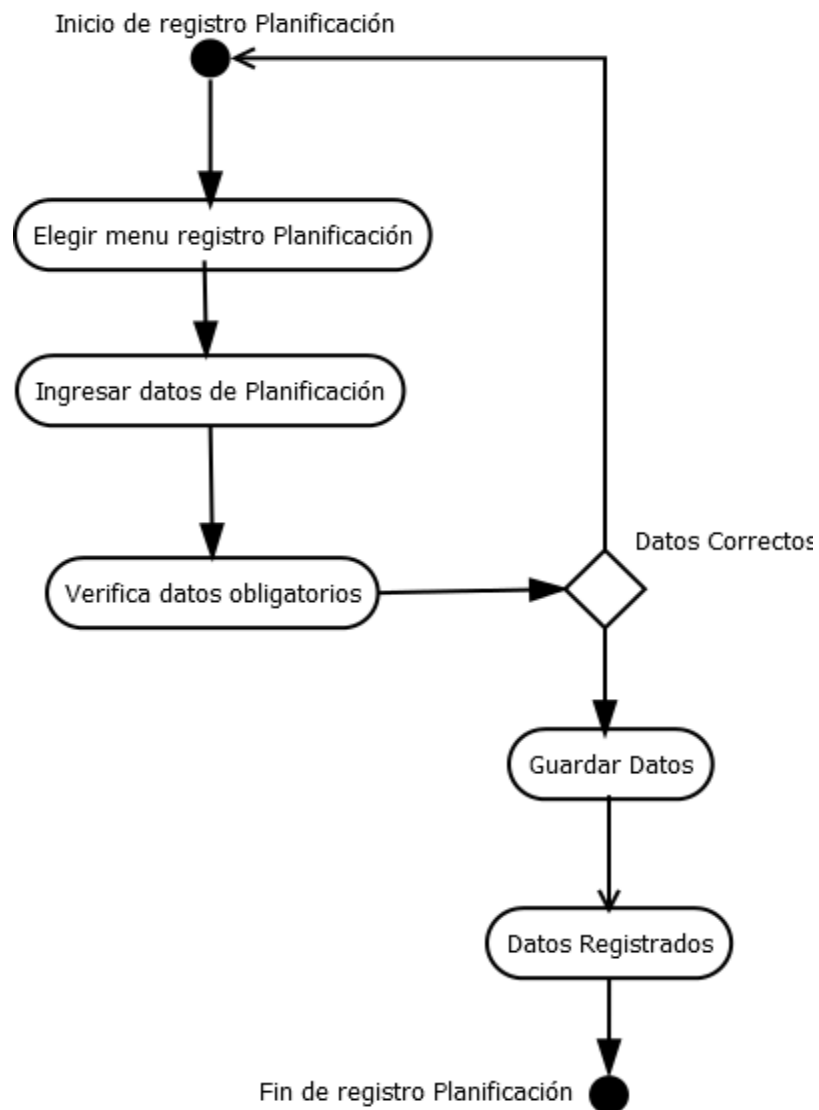 Inicio de registro Planificación
Elegir menu registro Planificación
Ingresar datos de Planificación
Datos Correctos
Verifica datos obligatorios
Guardar Datos
Datos Registrados
Fin de registro Planificación